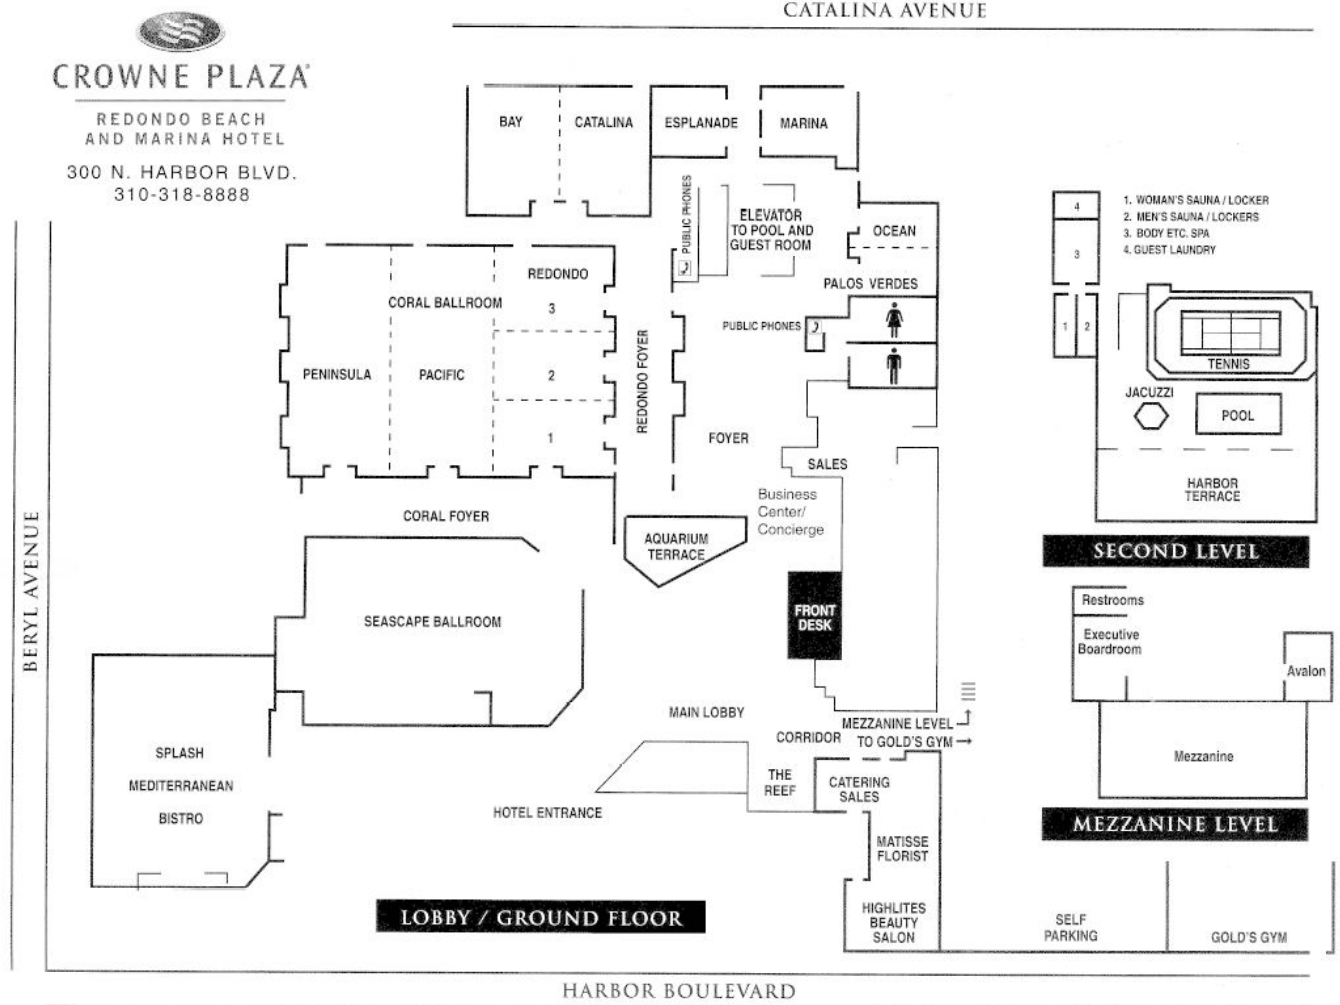 CATALINA AVENUE
CROWNE PLAZA®
REDONDO BEACH
AND MARINA HOTEL
300 N. HARBOR BLVD.
310-318-8888
BAY
CATALINA
ESPLANADE
MARINA
PUBLIC PHONES
ELEVATOR
TO POOL AND
GUEST ROOM
OCEAN
PALOS VERDES
PUBLIC PHONES
REDONDO
CORAL BALLROOM
3
PENINSULA
PACIFIC
2
1
REDONDO FOYER
FOYER
SALES
Business
Center/
Concierge
CORAL FOYER
AQUARIUM
TERRACE
SEASCAPE BALLROOM
FRONT
DESK
BERYL AVENUE
MAIN LOBBY
MEZZANINE LEVEL
CORRIDOR
TO GOLD'S GYM →
SPLASH
MEDITERRANEAN
BISTRO
THE
REEF
CATERING
SALES
HOTEL ENTRANCE
MATISSE
FLORIST
HIGHLITES
BEAUTY
SALON
LOBBY / GROUND FLOOR
4
3
1
2
1. WOMAN'S SAUNA / LOCKER
2. MEN'S SAUNA / LOCKERS
3. BODY ETC. SPA
4. GUEST LAUNDRY
TENNIS
JACUZZI
POOL
HARBOR
TERRACE
SECOND LEVEL
Restrooms
Executive
Boardroom
Avalon
Mezzanine
MEZZANINE LEVEL
SELF
PARKING
GOLD'S GYM
HARBOR BOULEVARD